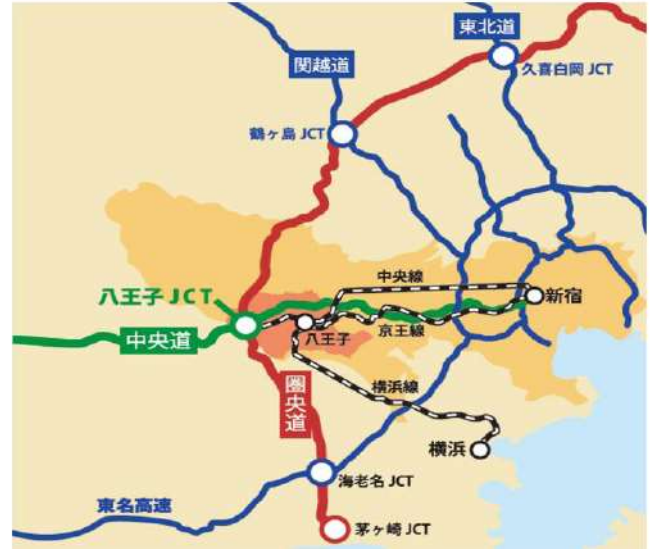 東北道
関越道
久喜白岡 JCT
鶴ヶ島 JCT
中央線
八王子 JCT
新宿
中央道
八王子
京王線
圏央道
横浜線
横浜
海老名 JCT
東名高速
茅ヶ崎 JCT